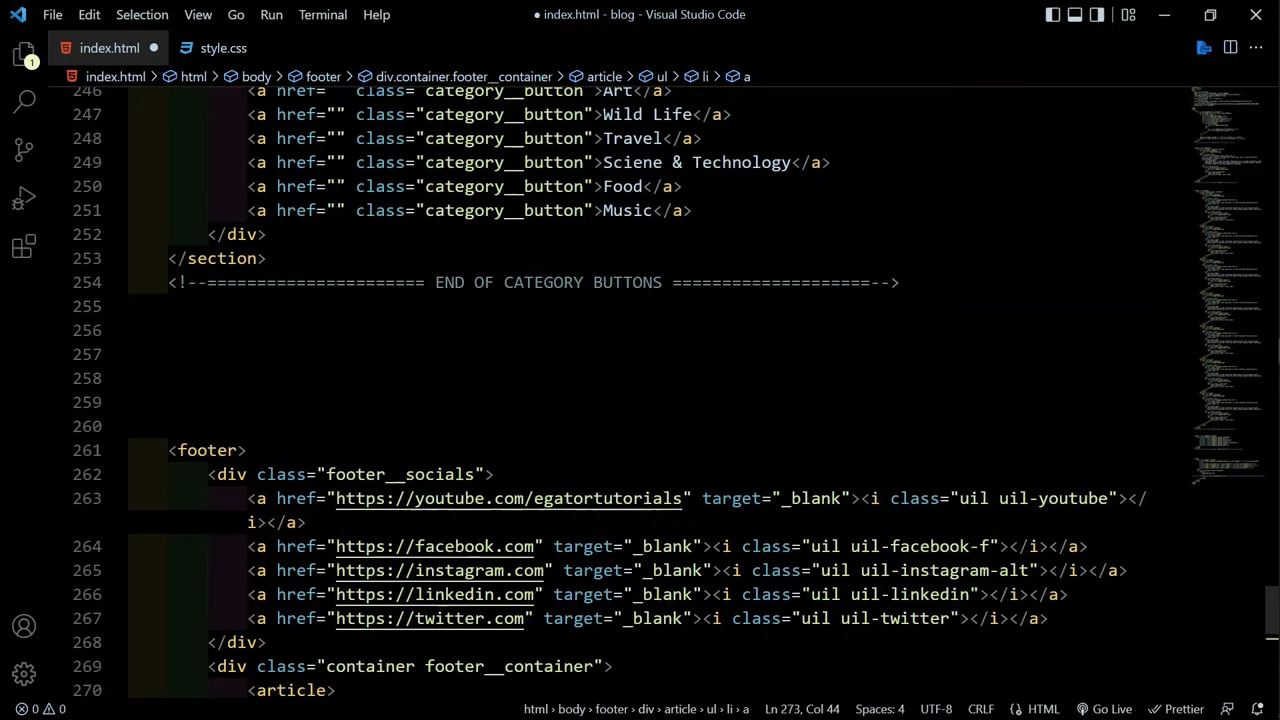 File Edit Selection View Go Run Terminal Help ● index.html - blog - Visual Studio Code
index.html ● style.css
index.html > html > body > footer > div.container.footer__container > article > ul > li > a
1
246 <a href="" class="category__button">Art</a>
247 <a href="" class="category__button">Wild Life</a>
248 <a href="" class="category__button">Travel</a>
249 <a href="" class="category__button">Sciene & Technology</a>
250 <a href="" class="category__button">Food</a>
251 <a href="" class="category__button">Music</a>
252 </div>
253 </section>
254 <!--====================== END OF CATEGORY BUTTONS ====================-->
255
256
257
258
259
260
261 <footer>
262 <div class="footer__socials">
263 <a href="https://youtube.com/egatortutorials" target="_blank"><i class="uil uil-youtube"></
i></a>
264 <a href="https://facebook.com" target="_blank"><i class="uil uil-facebook-f"></i></a>
265 <a href="https://instagram.com" target="_blank"><i class="uil uil-instagram-alt"></i></a>
266 <a href="https://linkedin.com" target="_blank"><i class="uil uil-linkedin"></i></a>
267 <a href="https://twitter.com" target="_blank"><i class="uil uil-twitter"></i></a>
268 </div>
269 <div class="container footer__container">
270 <article>
0 0 html › body › footer › div › article › ul › li › a Ln 273, Col 44 Spaces: 4 UTF-8 CRLF HTML Go Live Prettier